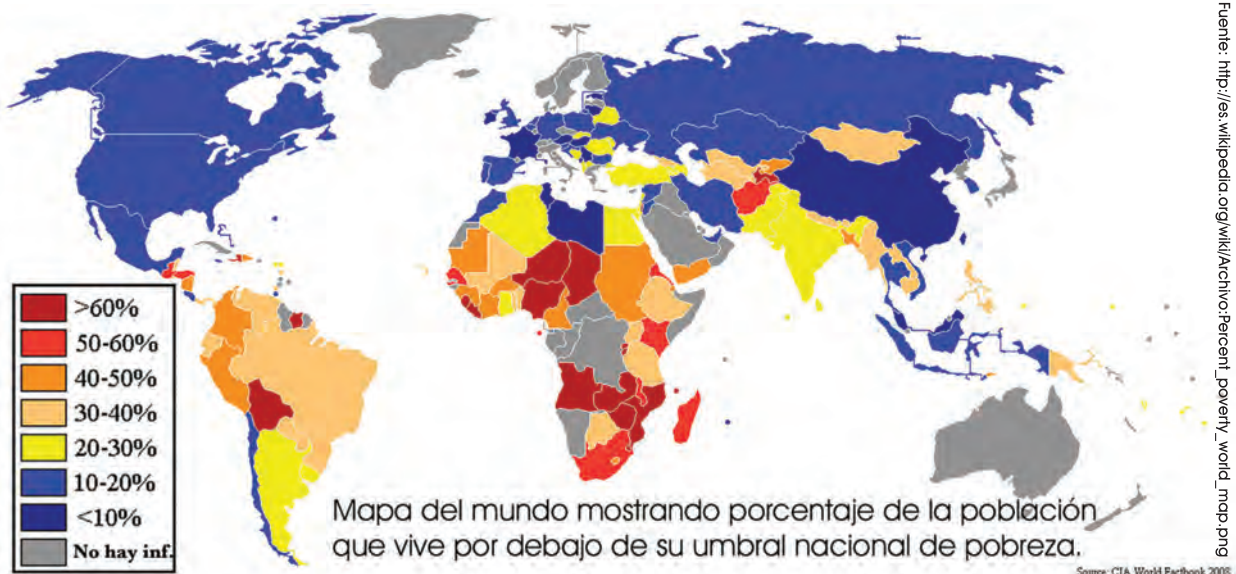 Fuente: http://es.wikipedia.org/wiki/Archivo:Percent_poverty_world_map.png
>60%
50-60%
40-50%
30-40%
20-30%
10-20%
<10%
No hay inf.
Mapa del mundo mostrando porcentaje de la población
que vive por debajo de su umbral nacional de pobreza.
Source: CIA World Factbook 2008